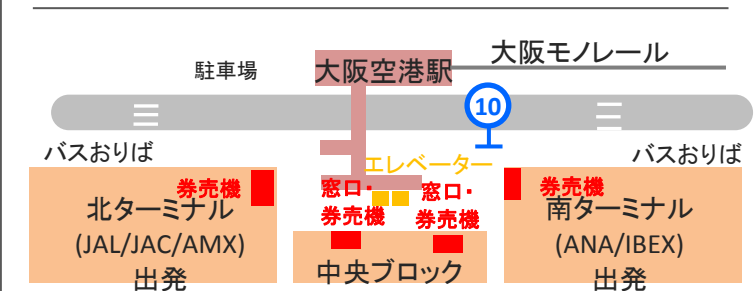 大阪モノレール
駐車場
大阪空港駅
10
バスおりば
バスおりば
エレベーター
券売機
窓口・
券売機
窓口・
券売機
券売機
北ターミナル
(JAL/JAC/AMX)
出発
中央ブロック
南ターミナル
(ANA/IBEX)
出発